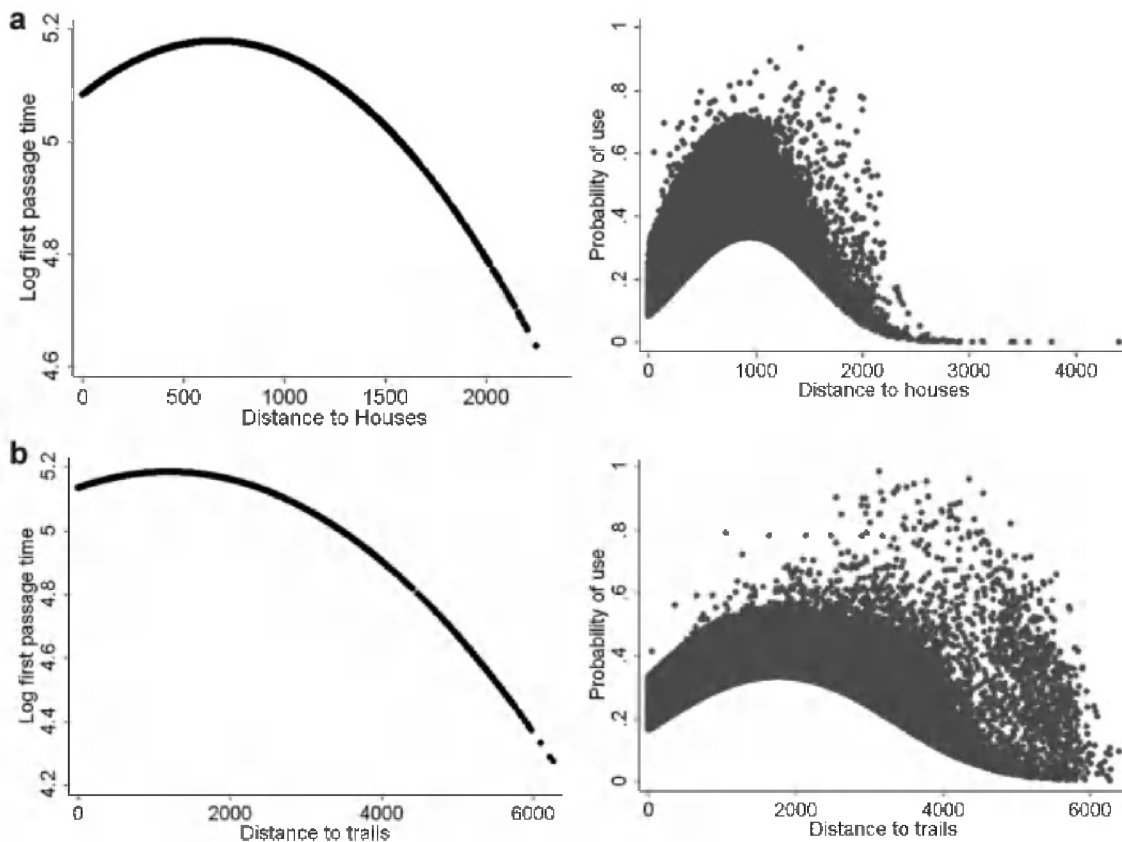 a
Log first passage time
5.2
5
4.8
4.6
0 500 1000 1500 2000
Distance to Houses
Probability of use
1
.8
.6
.4
.2
0
0 1000 2000 3000 4000
Distance to houses
b
Log first passage time
5.2
5
4.8
4.6
4.4
4.2
0 2000 4000 6000
Distance to trails
Probability of use
1
.8
.6
.4
.2
0
0 2000 4000 6000
Distance to trails